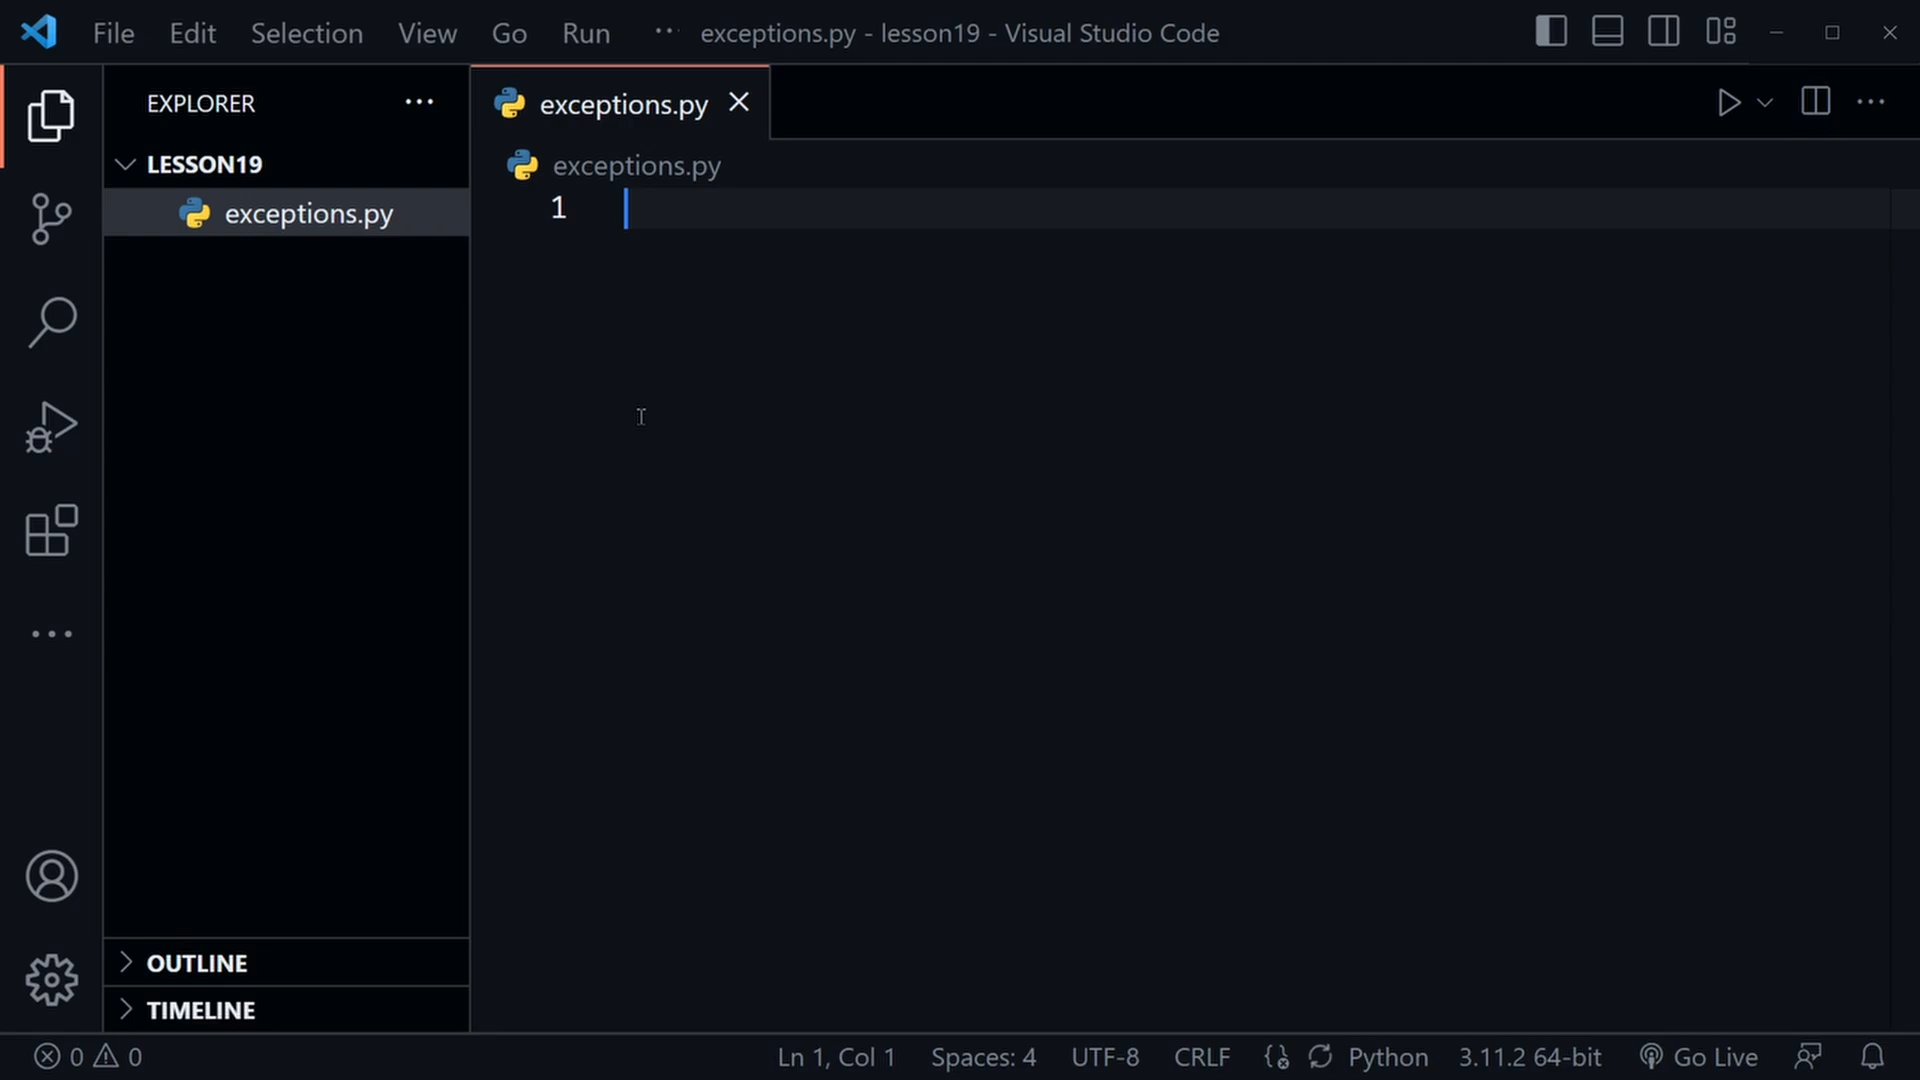 File Edit Selection View Go Run ··· exceptions.py - lesson19 - Visual Studio Code
EXPLORER ···
exceptions.py
LESSON19
exceptions.py
exceptions.py
1
OUTLINE
TIMELINE
0 0 Ln 1, Col 1 Spaces: 4 UTF-8 CRLF Python 3.11.2 64-bit Go Live